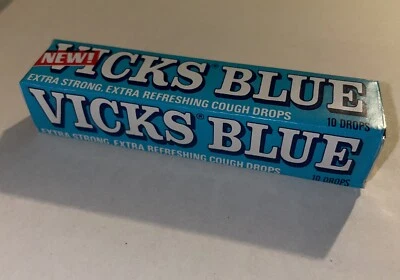 NEW!
VICKS® BLUE
EXTRA STRONG, EXTRA REFRESHING COUGH DROPS
10 DROPS
VICKS® BLUE
EXTRA STRONG, EXTRA REFRESHING COUGH DROPS
10 DROPS